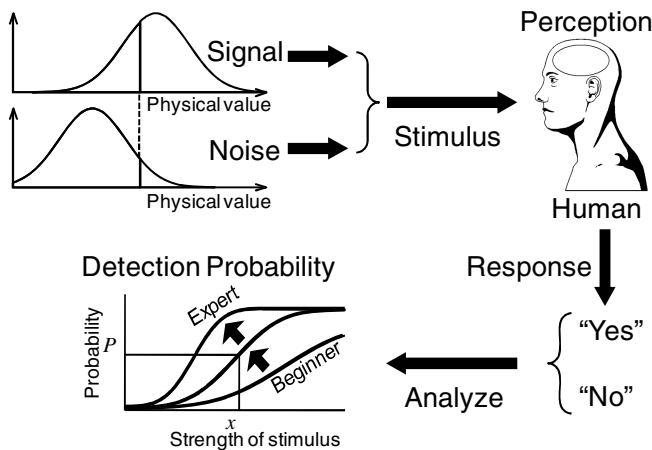 Signal
Physical value
Noise
Physical value
Stimulus
Perception
Human
Response
"Yes"
"No"
Analyze
Detection Probability
Probability
P
Expert
Beginner
x
Strength of stimulus